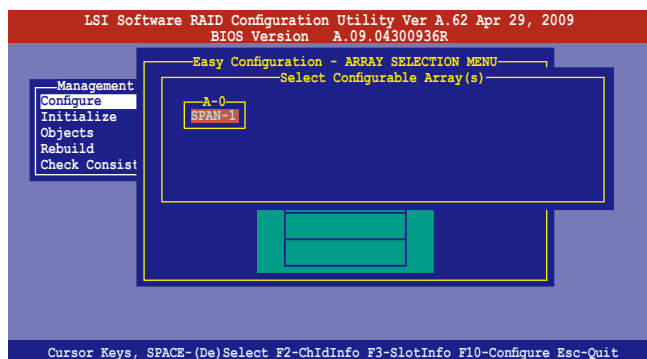 LSI Software RAID Configuration Utility Ver A.62 Apr 29, 2009
BIOS Version A.09.04300936R
Easy Configuration - ARRAY SELECTION MENU
Select Configurable Array(s)
Management
Configure
Initialize
Objects
Rebuild
Check Consist
A-0
SPAN-1
Cursor Keys, SPACE-(De)Select F2-ChIdInfo F3-SlotInfo F10-Configure Esc-Quit